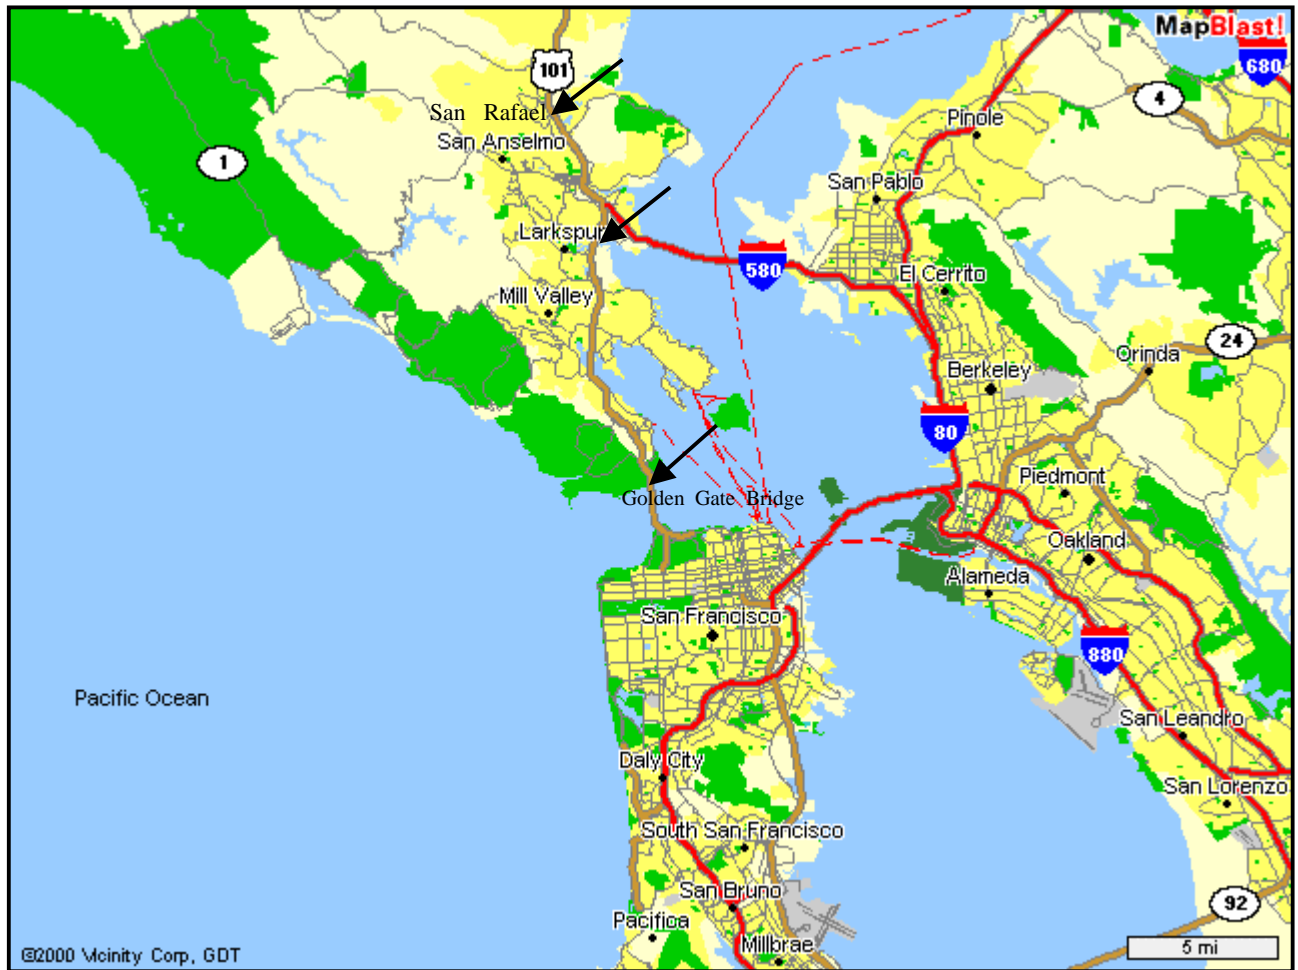 MapBlast!
680
101
4
San Rafael
Pinole
San Anselmo
1
San Pablo
Larkspur
580
El Cerrito
Mill Valley
24
Orinda
Berkeley
80
Piedmont
Golden Gate Bridge
Oakland
Alameda
San Francisco
880
Pacific Ocean
San Leandro
Daly City
San Lorenzo
South San Francisco
San Bruno
92
Pacifica
Millbrae
5 mi
©2000 Vicinity Corp, GDT